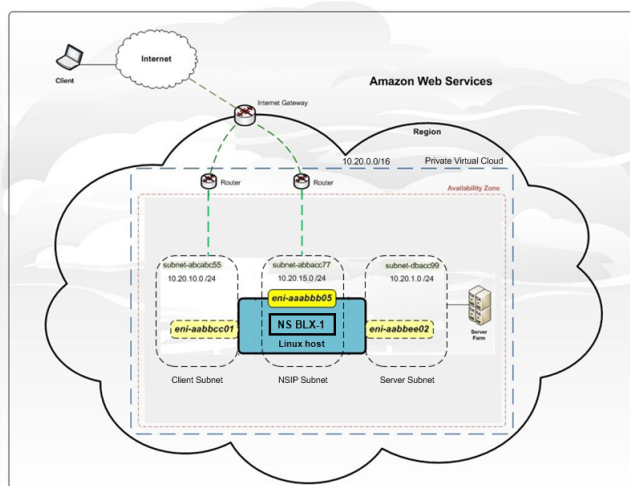 Internet
Client
Amazon Web Services
Internet Gateway
Region
10.20.0.0/16 Private Virtual Cloud
Router Router
Availability Zone
subnet-abcabc55 subnet-abbacc77 subnet-dbacc99
10.20.10.0 /24 10.20.15.0 /24 10.20.1.0 /24
eni-aaabbb05
eni-aabbcc01 NS BLX-1 eni-aabbee02
Linux host
Server
Farm
Client Subnet NSIP Subnet Server Subnet